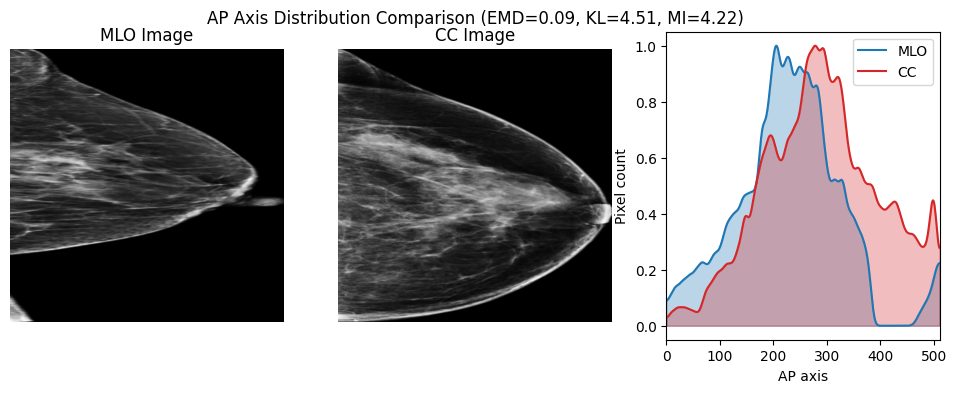 AP Axis Distribution Comparison (EMD=0.09, KL=4.51, MI=4.22)
MLO Image
CC Image
MLO
CC
Pixel count
1.0
0.8
0.6
0.4
0.2
0.0
0 100 200 300 400 500
AP axis